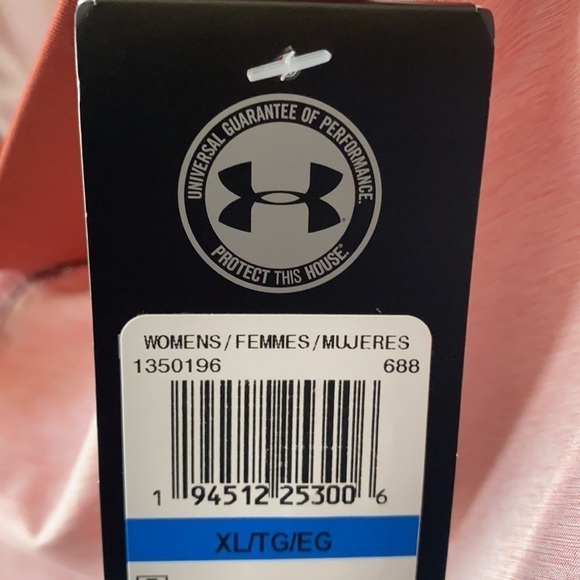 UNIVERSAL GUARANTEE OF PERFORMANCE.
PROTECT THIS HOUSE.®
WOMENS/FEMMES/MUJERES
1350196 688
1 94512 25300 6
XL/TG/EG